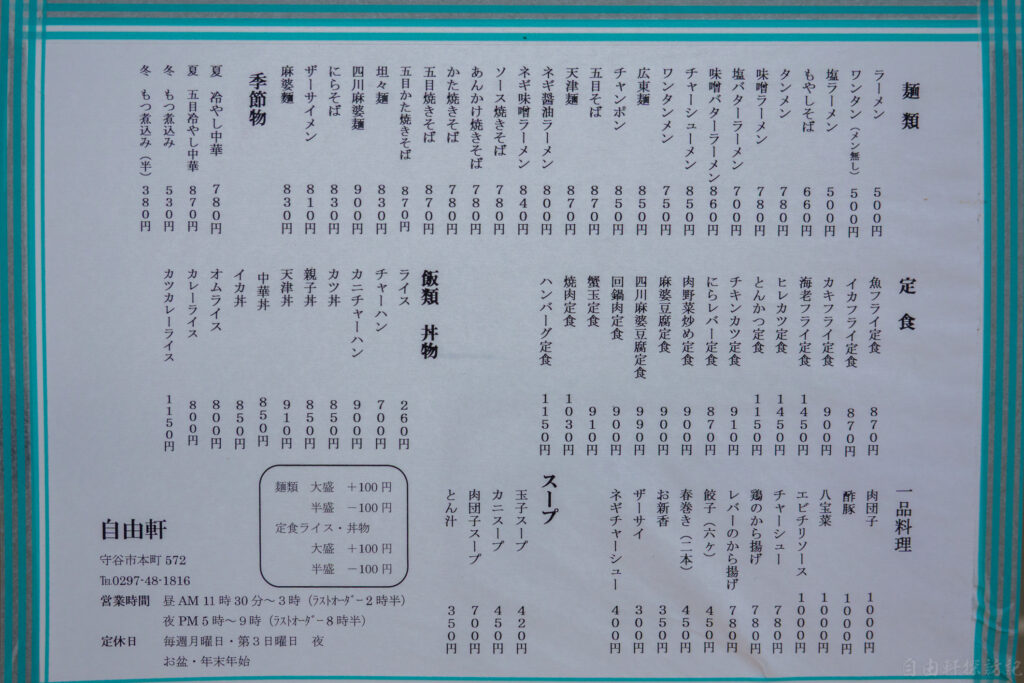 麺類
ラーメン 500円
ワンタン（メン無し） 500円
塩ラーメン 500円
もやしそば 660円
タンメン 780円
味噌ラーメン 780円
塩バターラーメン 700円
味噌バターラーメン 860円
チャーシューメン 850円
ワンタンメン 750円
広東麺 850円
チャンポン 850円
五目そば 870円
天津麺 870円
ネギ醤油ラーメン 800円
ネギ味噌ラーメン 840円
ソース焼きそば 780円
あんかけ焼きそば 780円
かた焼きそば 780円
五目焼きそば 870円
五目かた焼きそば 870円
坦々麺 830円
四川麻婆麺 900円
にらそば 830円
ザーサイメン 810円
麻婆麺 830円
季節物
夏 冷やし中華 780円
夏 五目冷やし中華 870円
冬 もつ煮込み 530円
冬 もつ煮込み（半） 380円
定食
魚フライ定食 870円
イカフライ定食 870円
カキフライ定食 900円
海老フライ定食 1450円
ヒレカツ定食 1450円
とんかつ定食 1150円
チキンカツ定食 910円
にらレバー定食 870円
肉野菜炒め定食 900円
麻婆豆腐定食 900円
四川麻婆豆腐定食 990円
回鍋肉定食 900円
蟹玉定食 910円
焼肉定食 1030円
ハンバーグ定食 1150円
飯類 丼物
ライス 260円
チャーハン 700円
カニチャーハン 900円
カツ丼 850円
親子丼 850円
天津丼 910円
中華丼 850円
イカ丼 850円
オムライス 800円
カレーライス 800円
カツカレーライス 1150円
一品料理
肉団子 1000円
酢豚 1000円
八宝菜 1000円
エビチリソース 1000円
チャーシュー 780円
鶏のから揚げ 780円
レバーのから揚げ 780円
餃子（六ヶ） 450円
春巻き（二本） 450円
お新香 350円
ザーサイ 300円
ネギチャーシュー 400円
スープ
玉子スープ 420円
カニスープ 450円
肉団子スープ 700円
とん汁 350円
麺類 大盛 +100円
半盛 －100円
定食ライス・丼物
大盛 +100円
半盛 －100円
自由軒
守谷市本町572
℡0297-48-1816
営業時間 昼AM11時30分～3時（ﾗｽﾄｵｰﾀﾞｰ2時半）
夜PM5時～9時（ﾗｽﾄｵｰﾀﾞｰ8時半）
定休日 毎週月曜日・第3日曜日 夜
お盆・年末年始
自由軒探訪記